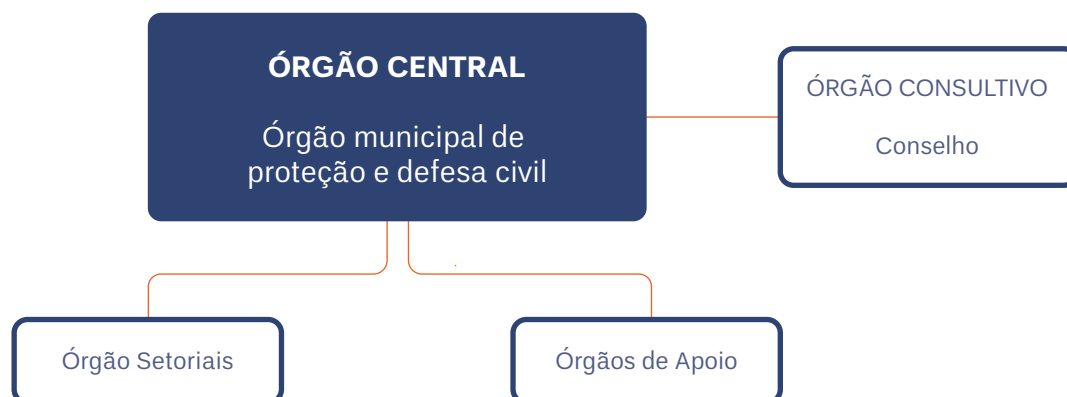 ÓRGÃO CENTRAL
Órgão municipal de
proteção e defesa civil
ÓRGÃO CONSULTIVO
Conselho
Órgão Setoriais
Órgãos de Apoio